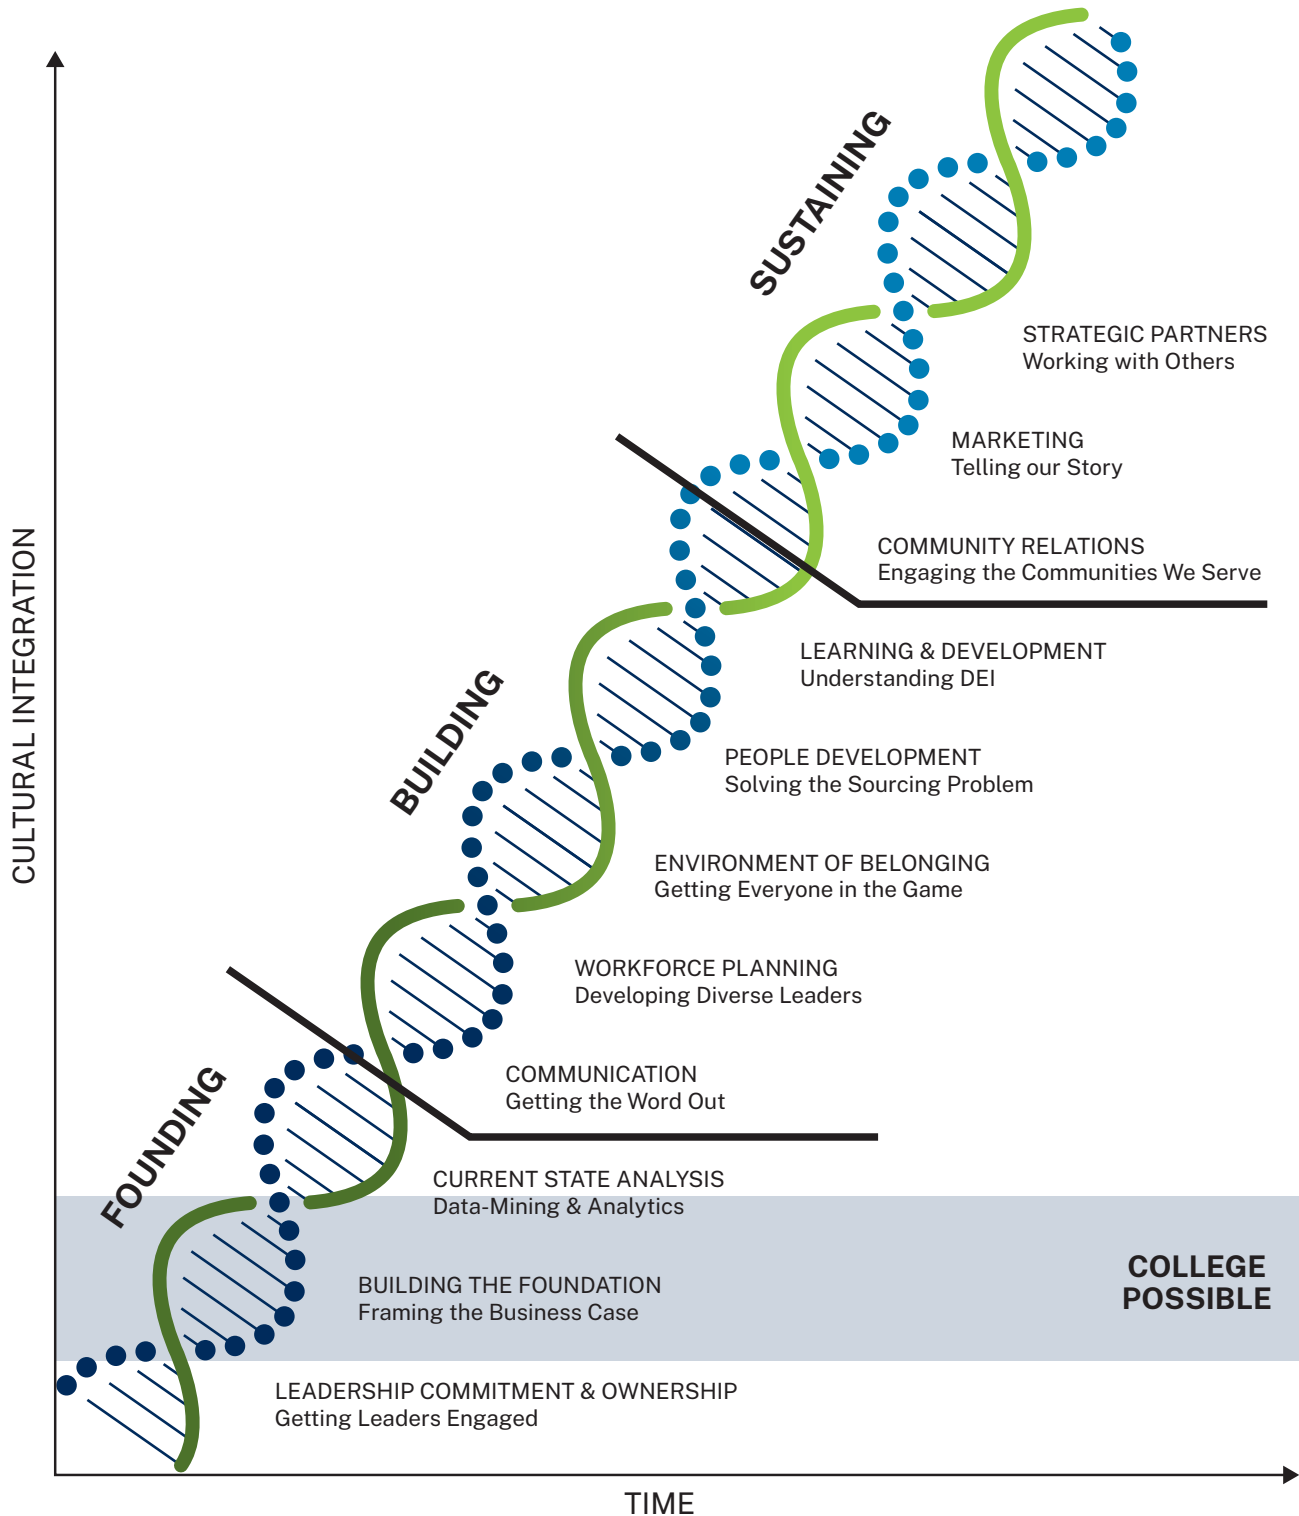 SUSTAINING
STRATEGIC PARTNERS
Working with Others
MARKETING
Telling our Story
COMMUNITY RELATIONS
Engaging the Communities We Serve
CULTURAL INTEGRATION
BUILDING
LEARNING & DEVELOPMENT
Understanding DEI
PEOPLE DEVELOPMENT
Solving the Sourcing Problem
ENVIRONMENT OF BELONGING
Getting Everyone in the Game
WORKFORCE PLANNING
Developing Diverse Leaders
COMMUNICATION
Getting the Word Out
FOUNDING
CURRENT STATE ANALYSIS
Data-Mining & Analytics
BUILDING THE FOUNDATION
Framing the Business Case
COLLEGE
POSSIBLE
LEADERSHIP COMMITMENT & OWNERSHIP
Getting Leaders Engaged
TIME